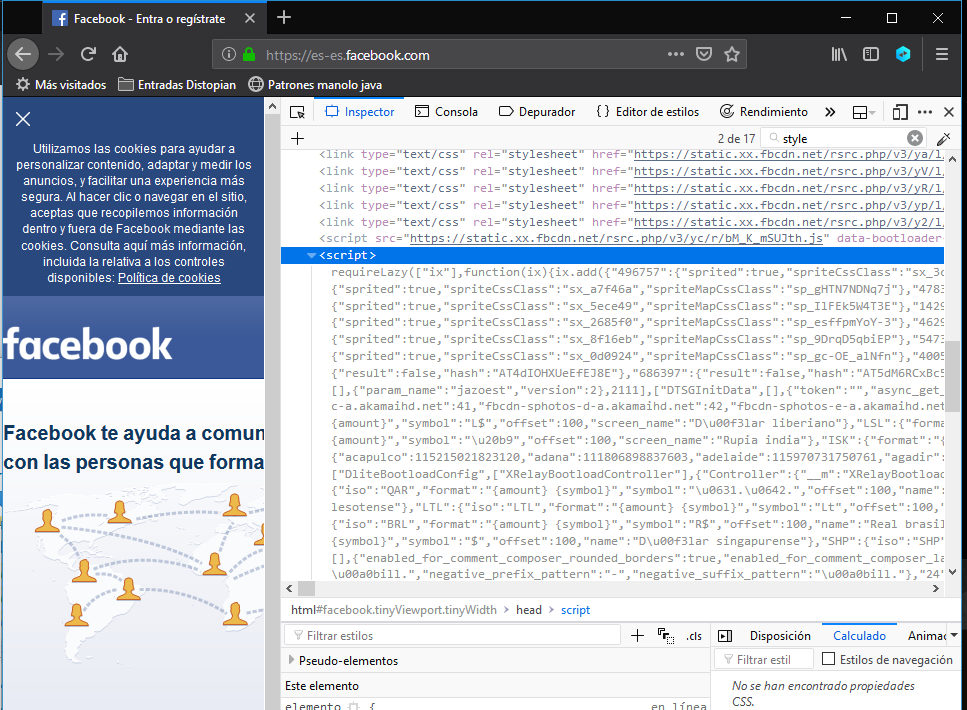 Facebook - Entra o regístrate
https://es-es.facebook.com
Más visitados
Entradas Distopian
Patrones manolo java
Utilizamos las cookies para ayudar a
personalizar contenido, adaptar y medir los
anuncios, y facilitar una experiencia más
segura. Al hacer clic o navegar en el sitio,
aceptas que recopilemos información
dentro y fuera de Facebook mediante las
cookies. Consulta aquí más información,
incluida la relativa a los controles
disponibles: Política de cookies
facebook
Facebook te ayuda a comun
con las personas que forma
Inspector
Consola
Depurador
{ } Editor de estilos
Rendimiento
2 de 17
style
<link type="text/css" rel="stylesheet" href="https://static.xx.fbcdn.net/rsrc.php/v3/ya/l/
<link type="text/css" rel="stylesheet" href="https://static.xx.fbcdn.net/rsrc.php/v3/yV/l/
<link type="text/css" rel="stylesheet" href="https://static.xx.fbcdn.net/rsrc.php/v3/yR/l/
<link type="text/css" rel="stylesheet" href="https://static.xx.fbcdn.net/rsrc.php/v3/yp/l/
<link type="text/css" rel="stylesheet" href="https://static.xx.fbcdn.net/rsrc.php/v3/y2/l/
<script src="https://static.xx.fbcdn.net/rsrc.php/v3/yc/r/bM_K_mSUJth.js" data-bootloader-
<script>
requireLazy(["ix"],function(ix){ix.add({"496757":{"sprited":true,"spriteCssClass":"sx_3c
{"sprited":true,"spriteCssClass":"sx_a7f46a","spriteMapCssClass":"sp_gHTN7NDNq7j"},"4783
{"sprited":true,"spriteCssClass":"sx_5ece49","spriteMapCssClass":"sp_IlFEk5W4T3E"},"1429
{"sprited":true,"spriteCssClass":"sx_2685f0","spriteMapCssClass":"sp_esffpmYoY-3"},"4629
{"sprited":true,"spriteCssClass":"sx_8f16eb","spriteMapCssClass":"sp_9DrqD5qbiEP"},"5473
{"sprited":true,"spriteCssClass":"sx_0d0924","spriteMapCssClass":"sp_gc-OE_alNfn"},"4005
{"result":false,"hash":"AT4dIOHXUeEfEJ8E"},"686397":{"result":false,"hash":"AT5dM6RCxBc5
[],{"param_name":"jazoest","version":2},2111],["DTSGInitData",[],{"token":"","async_get_
c-a.akamaihd.net":41,"fbcdn-sphotos-d-a.akamaihd.net":42,"fbcdn-sphotos-e-a.akamaihd.net
{amount}","symbol":"L$","offset":100,"screen_name":"D\u00f3lar liberiano"},"LSL":{"forma
{amount}","symbol":"\u20b9","offset":100,"screen_name":"Rupia india"},"ISK":{"format":"{
{"acapulco":115215021823120,"adana":111806898837603,"adelaide":115970731750761,"agadir":
["DliteBootloadConfig",["XRelayBootloadController"],{"Controller":{"__m":"XRelayBootload
{"iso":"QAR","format":"{amount} {symbol}","symbol":"\u0631.\u0642.","offset":100,"name":
lesotense"},"LTL":{"iso":"LTL","format":"{amount} {symbol}","symbol":"Lt","offset":100,"
{"iso":"BRL","format":"{amount} {symbol}","symbol":"R$","offset":100,"name":"Real brasil
{symbol}","symbol":"$","offset":100,"name":"D\u00f3lar singapurense"},"SHP":{"iso":"SHP"
[],{"enabled_for_comment_composer_rounded_borders":true,"enabled_for_comment_composer_la
\u00a0bill.","negative_prefix_pattern":"-","negative_suffix_pattern":"\u00a0bill."},"24"
html#facebook.tinyViewport.tinyWidth > head > script
Filtrar estilos
.cls
Disposición
Calculado
Animac
Filtrar estil
Estilos de navegación
Pseudo-elementos
Este elemento
elemento {
en línea
No se han encontrado propiedades
CSS.